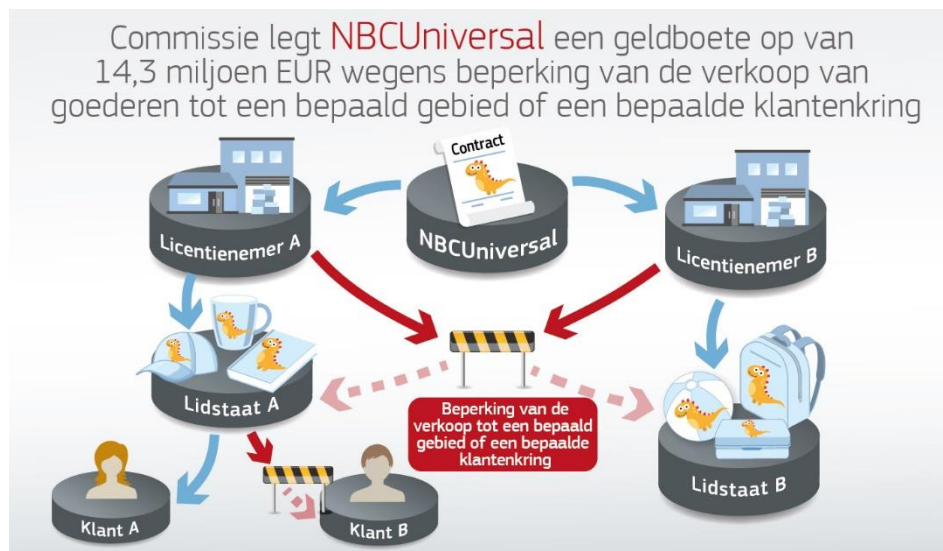 Commissie legt NBCUniversal een geldboete op van
14,3 miljoen EUR wegens beperking van de verkoop van
goederen tot een bepaald gebied of een bepaalde klantenkring
Contract
Licentienemer A
NBCUniversal
Licentienemer B
Lidstaat A
Beperking van de
verkoop tot een bepaald
gebied of een bepaalde
klantenkring
Lidstaat B
Klant A
Klant B